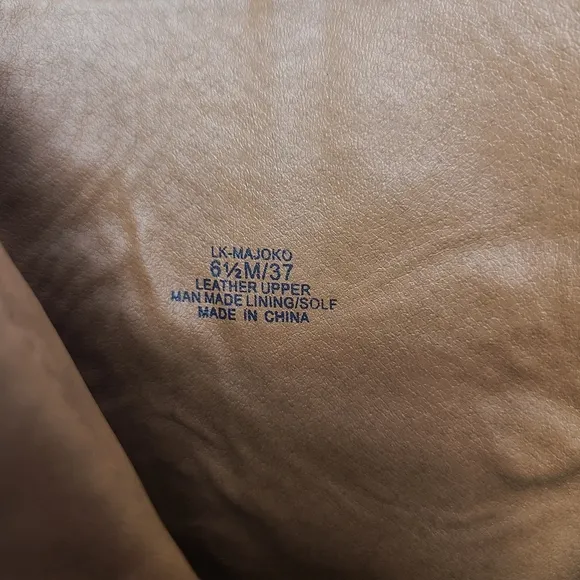 LK-MAJOKO
6½M/37
LEATHER UPPER
MAN MADE LINING/SOLE
MADE IN CHINA